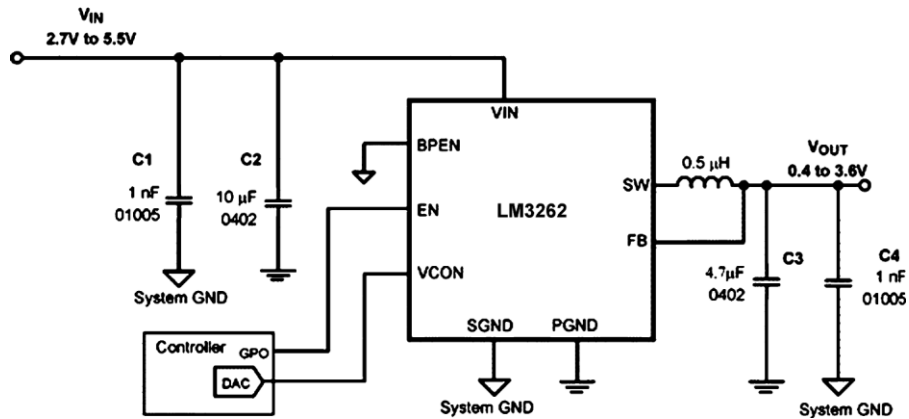 VIN
2.7V to 5.5V
C1
1 nF
01005
System GND
C2
10 µF
0402
VIN
BPEN
EN
VCON
LM3262
SW
FB
SGND
PGND
System GND
0.5 µH
VOUT
0.4 to 3.6V
C3
4.7µF
0402
C4
1 nF
01005
System GND
Controller
GPO
DAC